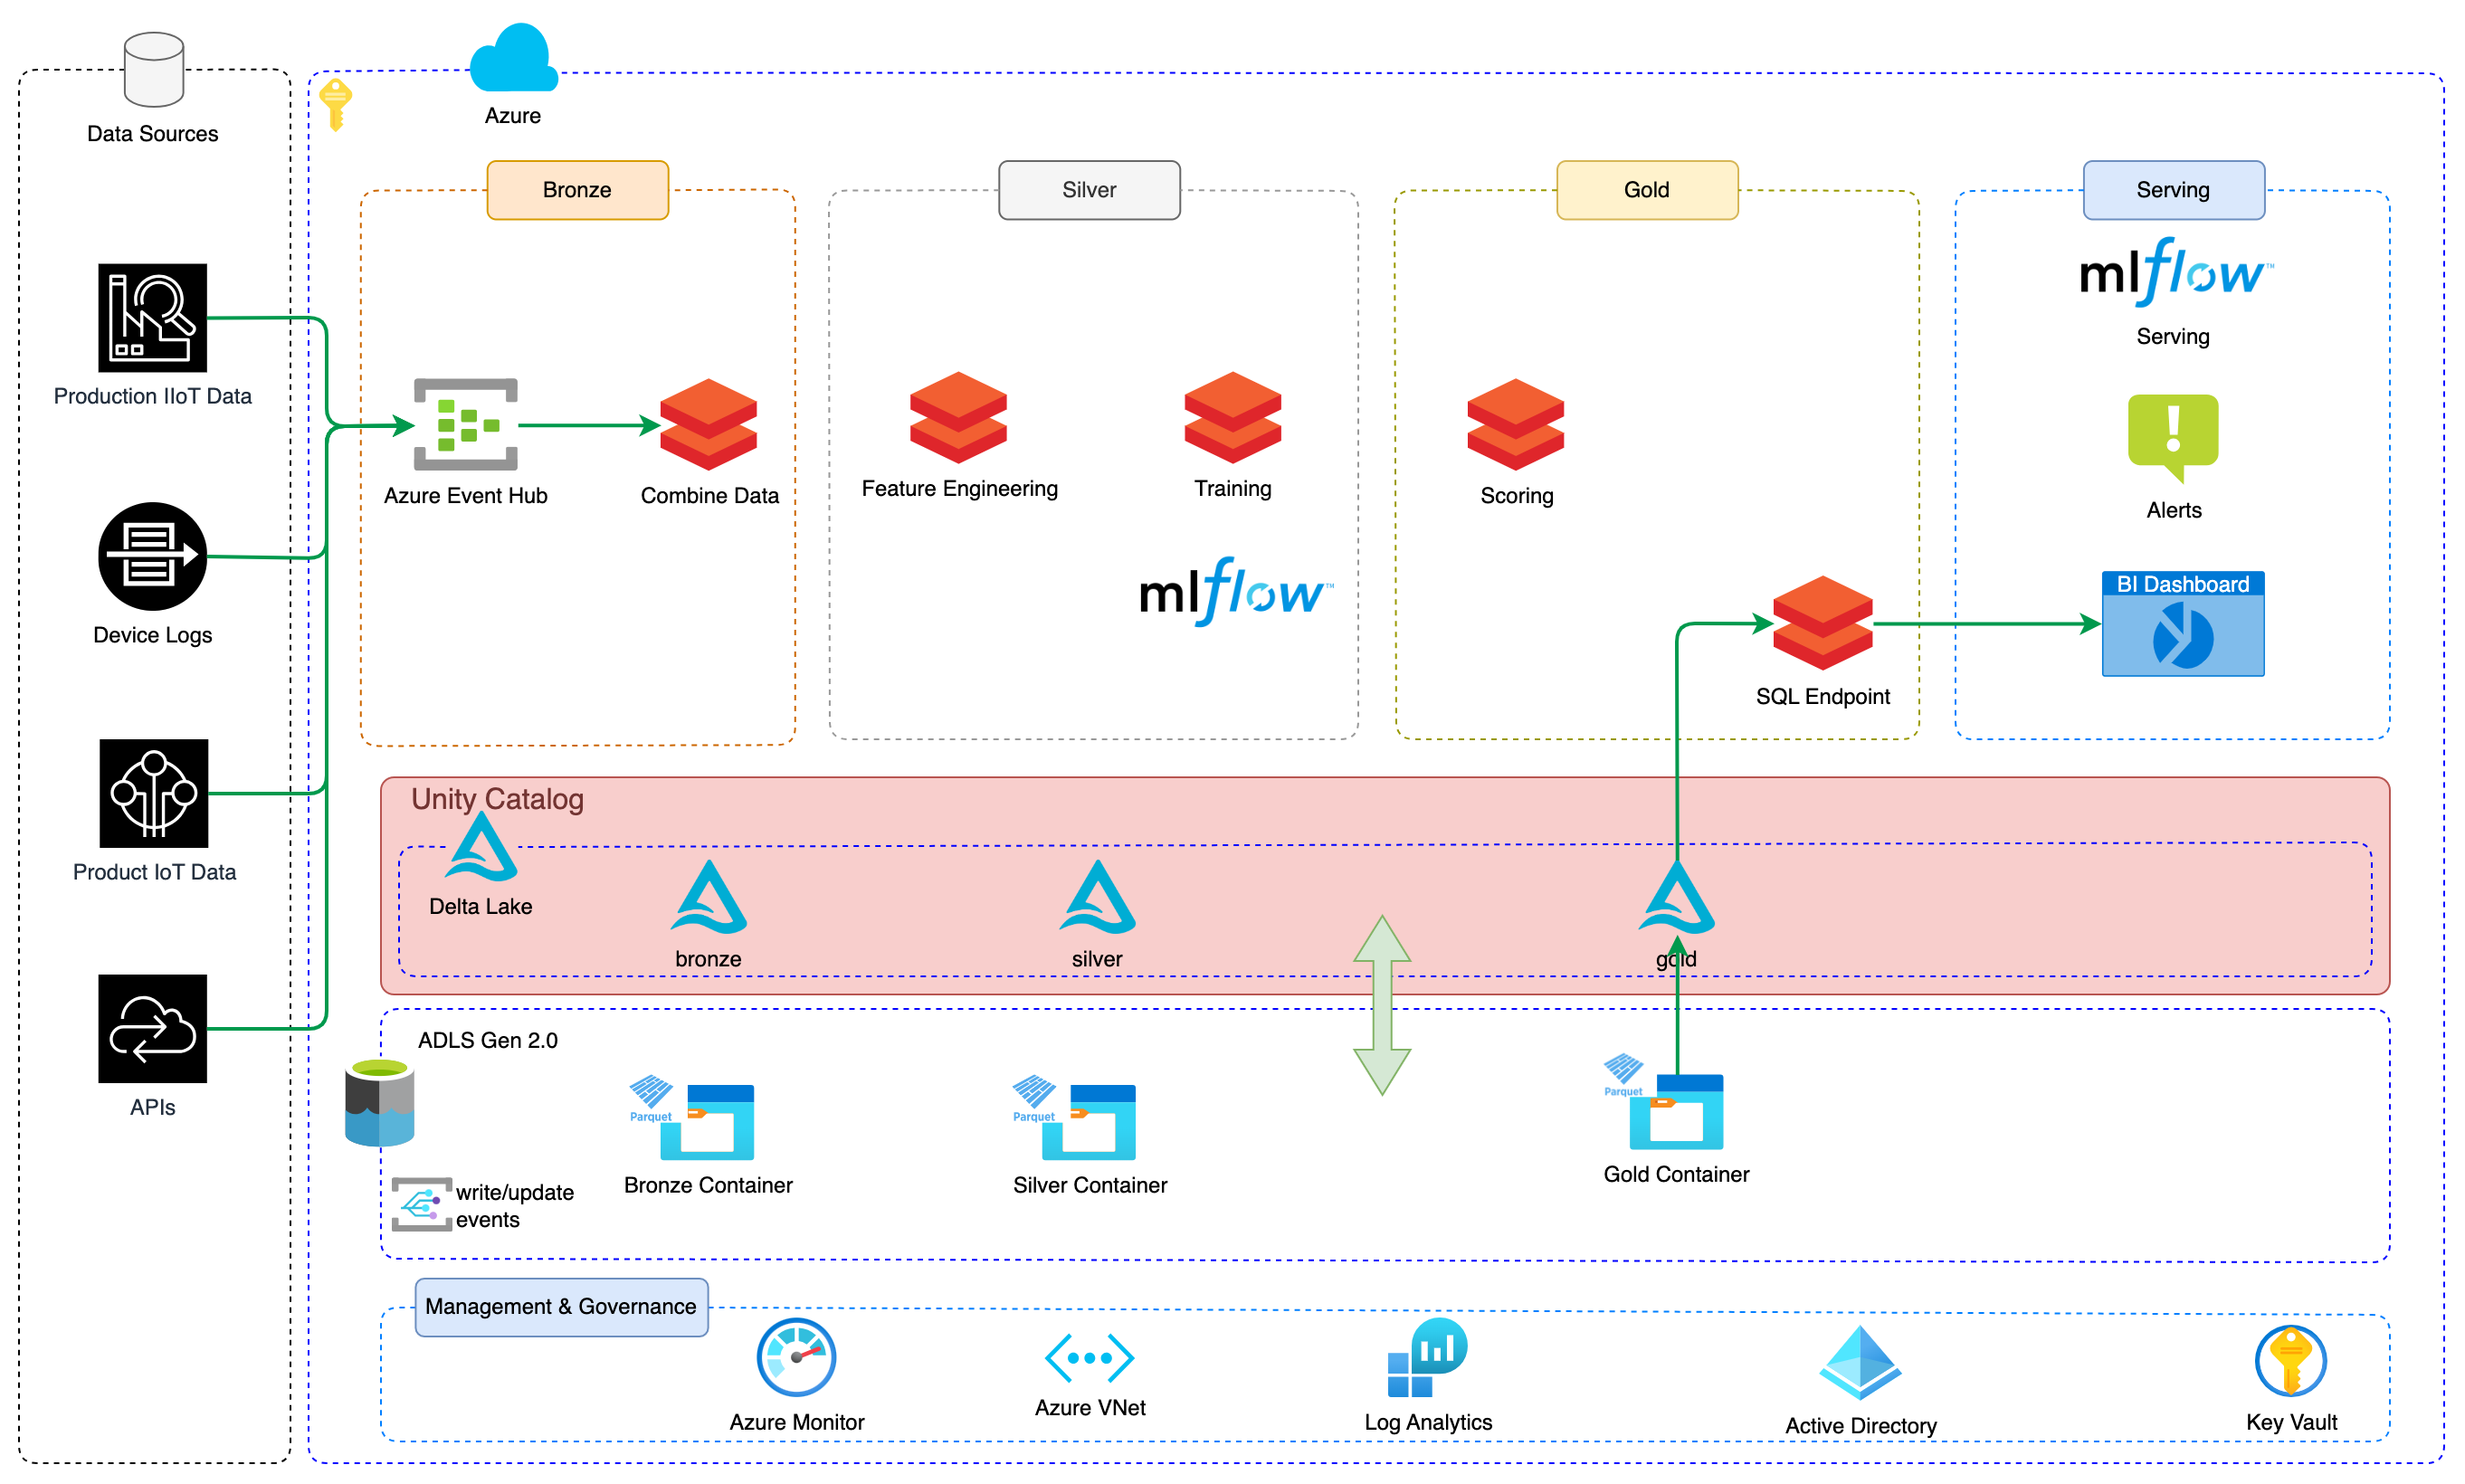 Data Sources
Azure
Bronze
Silver
Gold
Serving
mlflow™
Serving
Production IIoT Data
Azure Event Hub
Combine Data
Feature Engineering
Training
Scoring
Alerts
mlflow™
BI Dashboard
Device Logs
SQL Endpoint
Unity Catalog
Product IoT Data
Delta Lake
bronze
silver
gold
ADLS Gen 2.0
APIs
Parquet
Parquet
Parquet
Bronze Container
Silver Container
Gold Container
write/update
events
Management & Governance
Azure Monitor
Azure VNet
Log Analytics
Active Directory
Key Vault